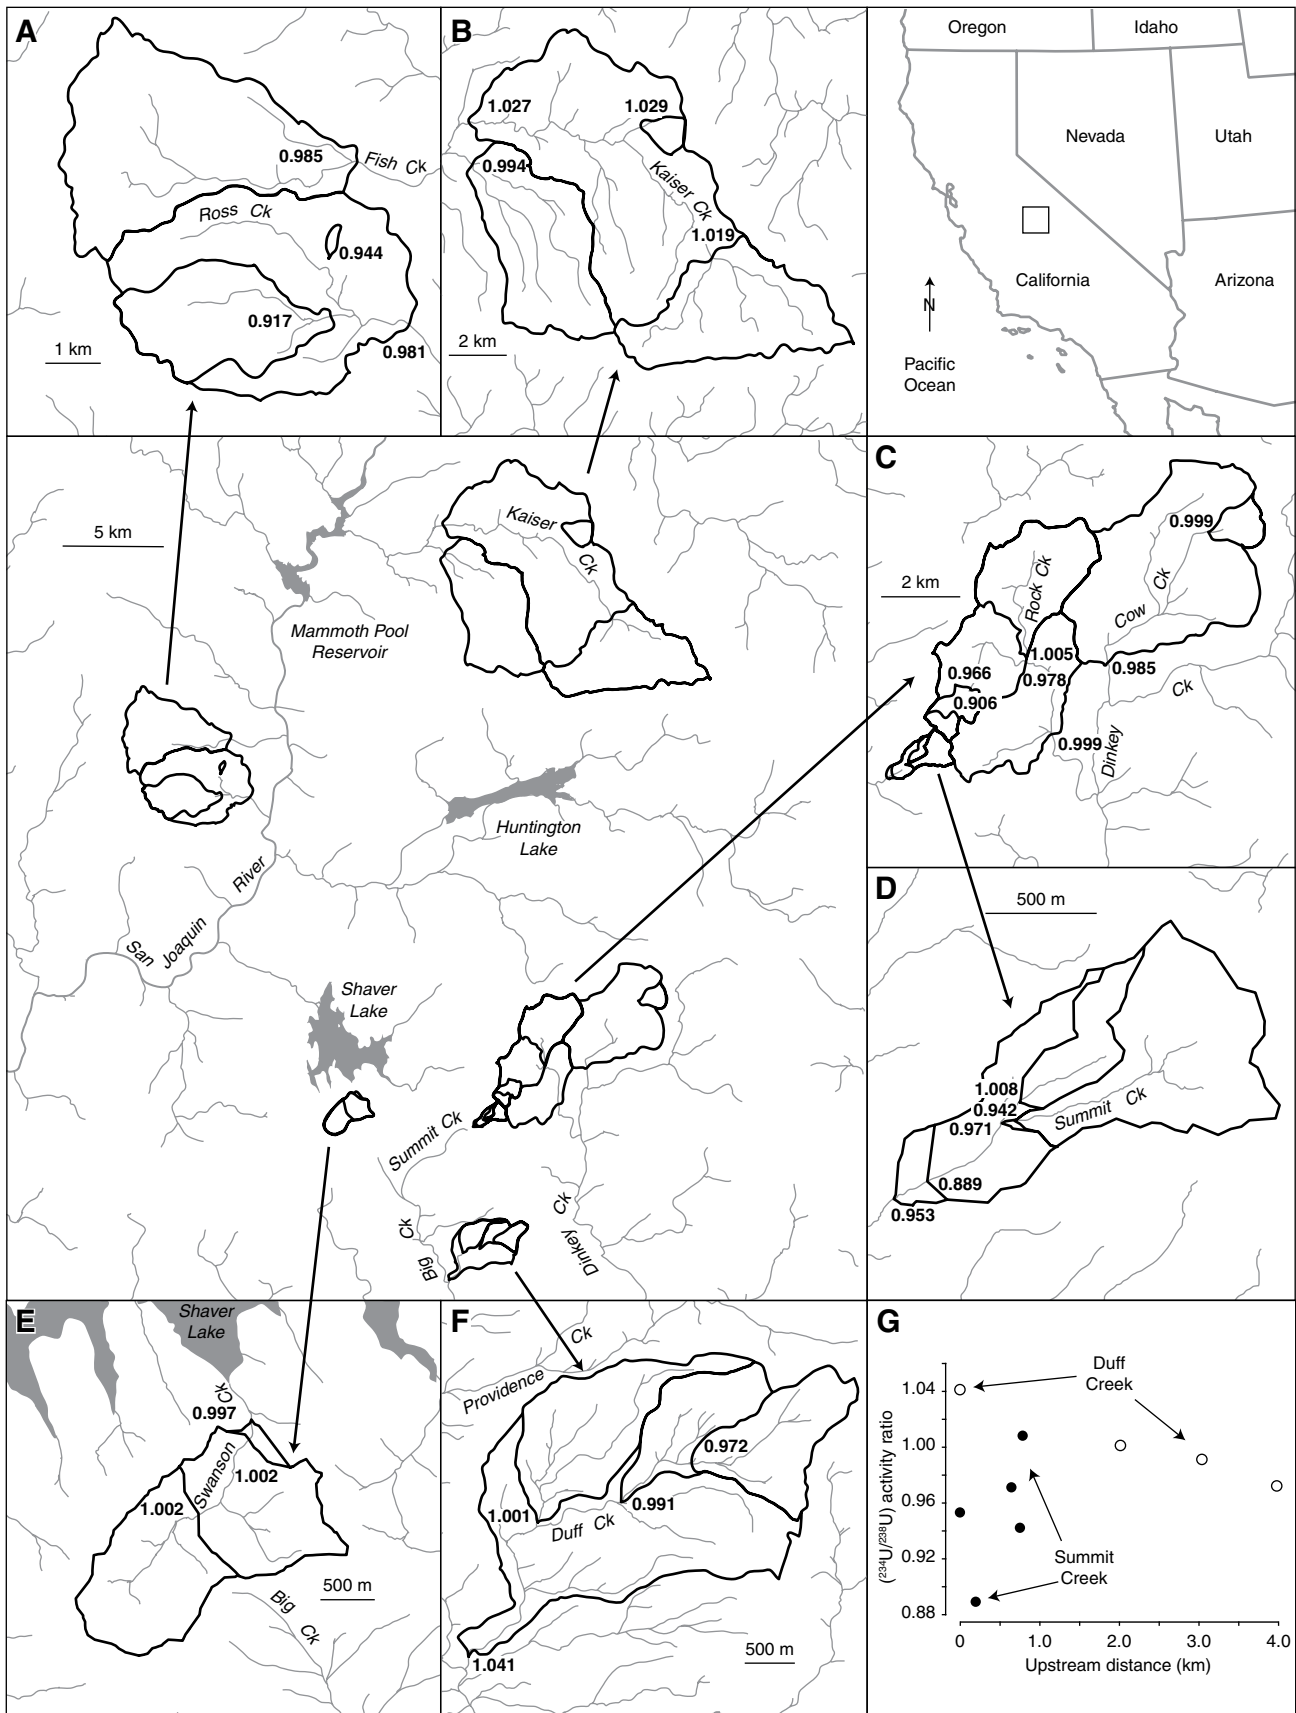 A
0.985
Fish Ck
Ross Ck
0.944
0.917
0.981
1 km
B
1.027
1.029
0.994
Kaiser Ck
1.019
2 km
Oregon
Idaho
Nevada
Utah
California
Arizona
N
Pacific
Ocean
5 km
Kaiser Ck
Mammoth Pool
Reservoir
Huntington
Lake
San Joaquin River
Shaver
Lake
Summit Ck
Big Ck
Dinkey Ck
C
0.999
2 km
Rock Ck
Cow Ck
1.005
0.966
0.978
0.985
Ck
0.906
0.999
Dinkey
D
500 m
1.008
0.942
0.971
Summit Ck
0.889
0.953
E
Shaver
Lake
Ck
0.997
Swanson
1.002
1.002
500 m
Big Ck
F
Ck
Providence
0.972
0.991
1.001
Duff Ck
500 m
1.041
G
Duff
Creek
1.04
1.00
0.96
0.92
0.88
(²³⁴U/²³⁸U) activity ratio
Summit
Creek
0 1.0 2.0 3.0 4.0
Upstream distance (km)